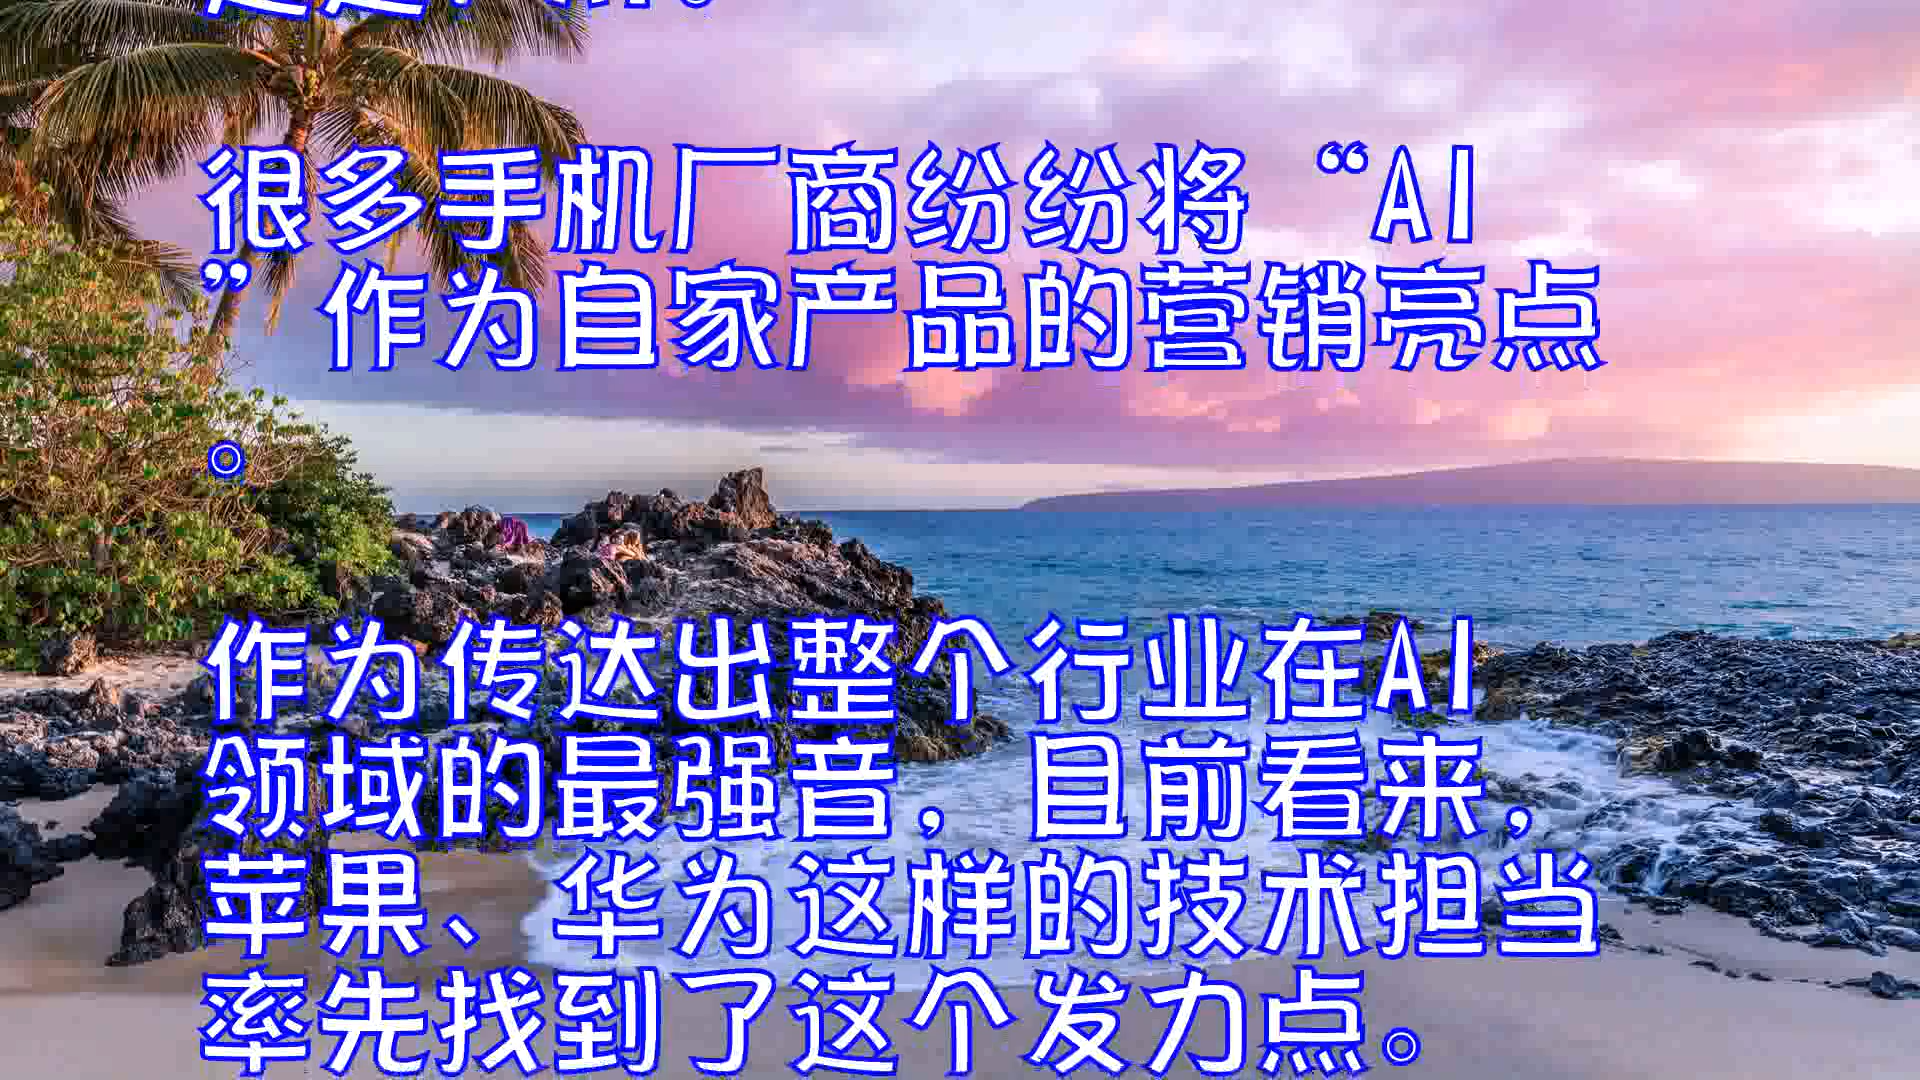 很多手机厂商纷纷将“AI
”作为自家产品的营销亮点
。
作为传达出整个行业在AI
领域的最强音，目前看来，
苹果、华为这样的技术担当
率先找到了这个发力点。